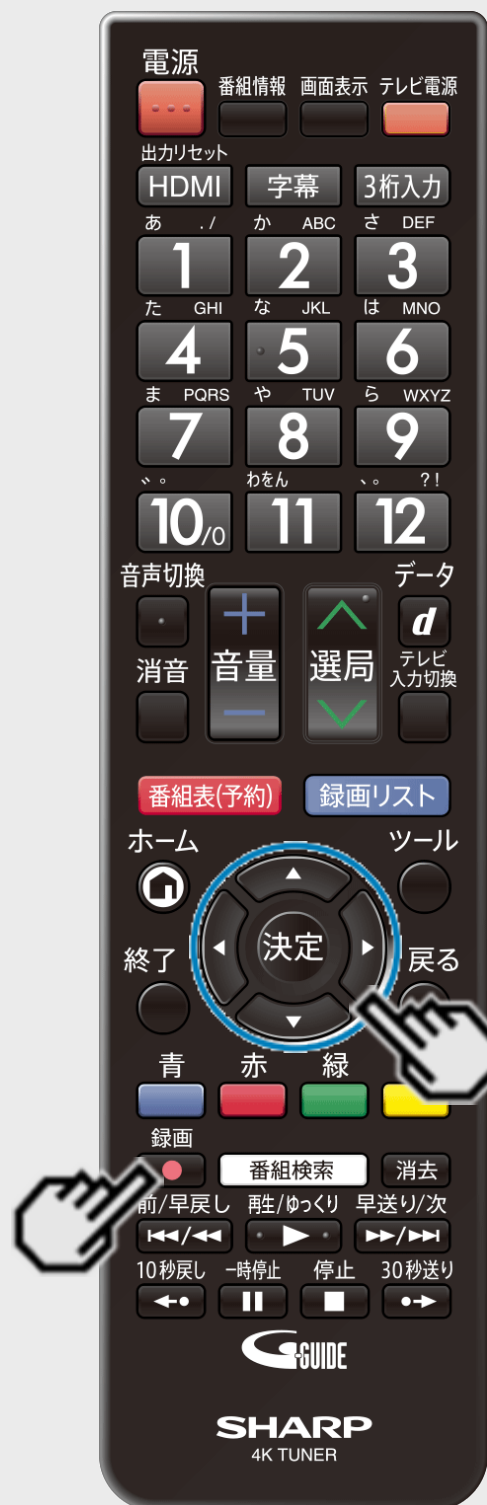 電源
番組情報 画面表示 テレビ電源
出力リセット
HDMI 字幕 3桁入力
あ ./ か ABC さ DEF
1 2 3
た GHI な JKL は MNO
4 5 6
ま PQRS や TUV ら WXYZ
7 8 9
゛゜ わをん 、。 ?!
10/0 11 12
音声切換 データ
+ d
消音 音量 選局 テレビ
入力切換
番組表(予約) 録画リスト
ホーム ツール
決定
終了 戻る
青 赤 緑
録画
番組検索 消去
前/早戻し 再生/ゆっくり 早送り/次
10秒戻し 一時停止 停止 30秒送り
G-GUIDE
SHARP
4K TUNER